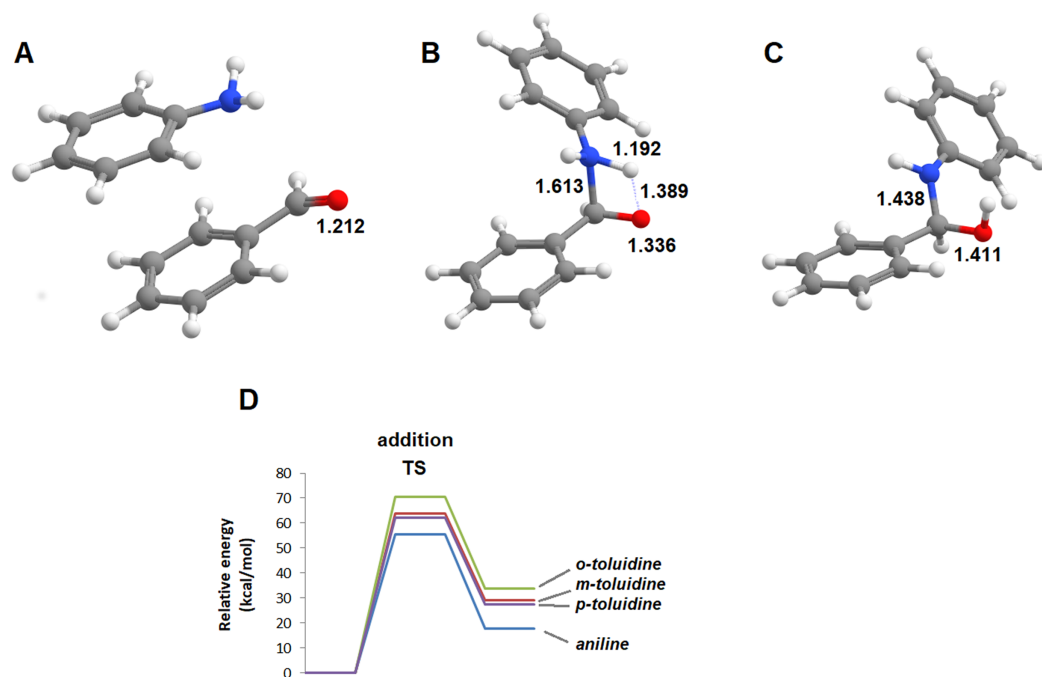 A
B
C
1.212
1.192
1.613
1.389
1.336
1.438
1.411
D
addition
TS
Relative energy
(kcal/mol)
80
70
60
50
40
30
20
10
0
o-toluidine
m-toluidine
p-toluidine
aniline